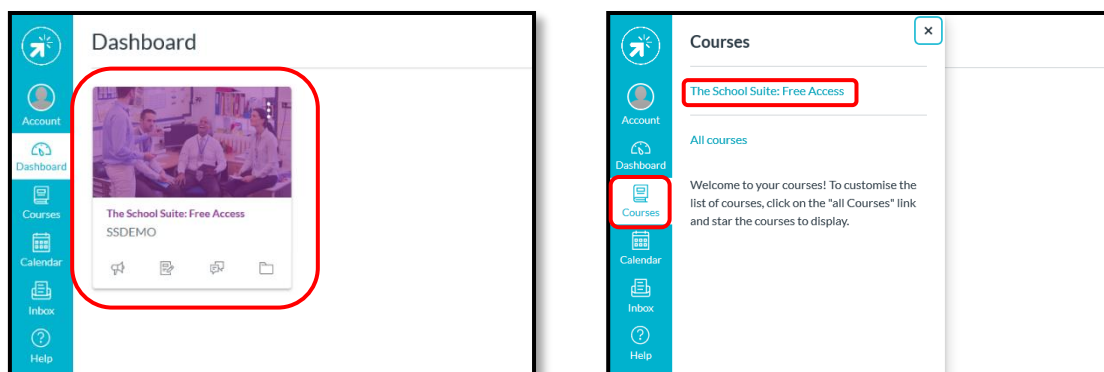 Dashboard
Account
Dashboard
Courses
Calendar
Inbox
Help
The School Suite: Free Access
SSDEMO
Courses
×
The School Suite: Free Access
All courses
Welcome to your courses! To customise the
list of courses, click on the "all Courses" link
and star the courses to display.
Account
Dashboard
Courses
Calendar
Inbox
Help